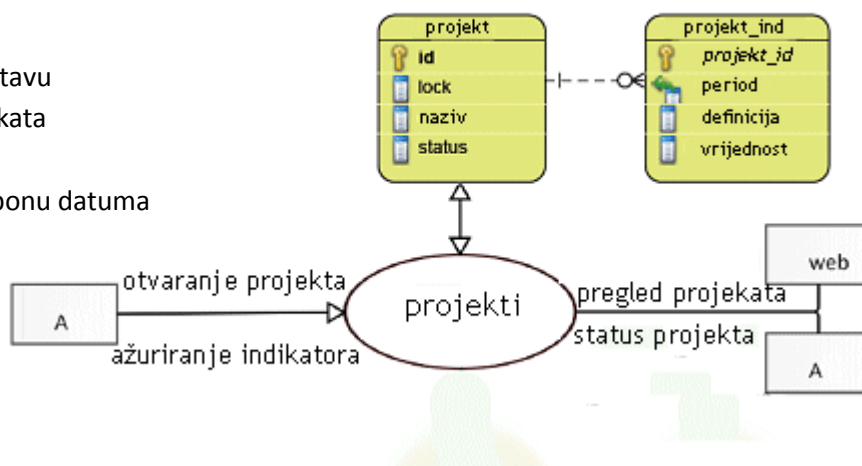 tavu
kata
ponu datuma
projekt
id
lock
naziv
status
projekt_ind
projekt_id
period
definicija
vrijednost
A
otvaranje projekta
ažuriranje indikatora
projekti
pregled projekata
status projekta
web
A